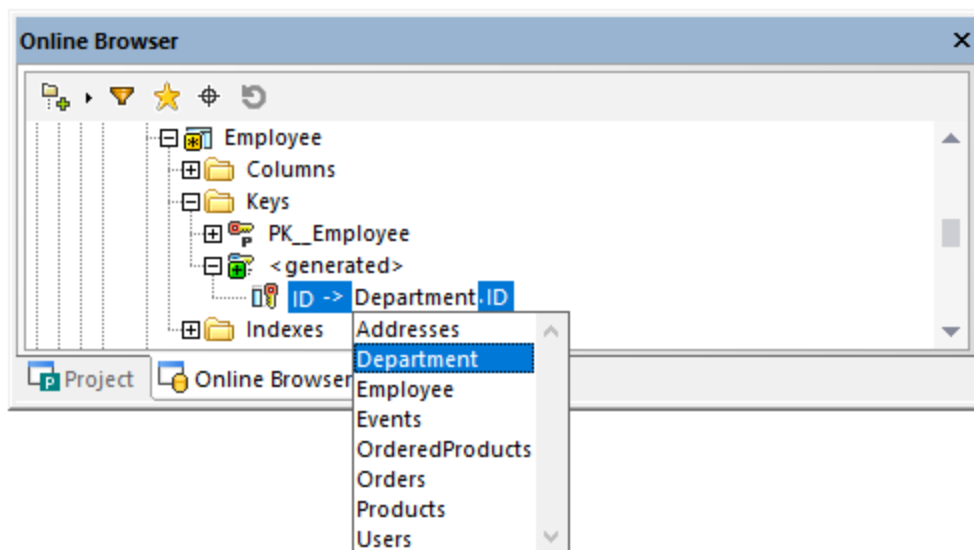 Online Browser
Employee
Columns
Keys
P PK__Employee
<generated>
ID -> Department.ID
Indexes
Addresses
Department
P Project Online Browser
Employee
Events
OrderedProducts
Orders
Products
Users